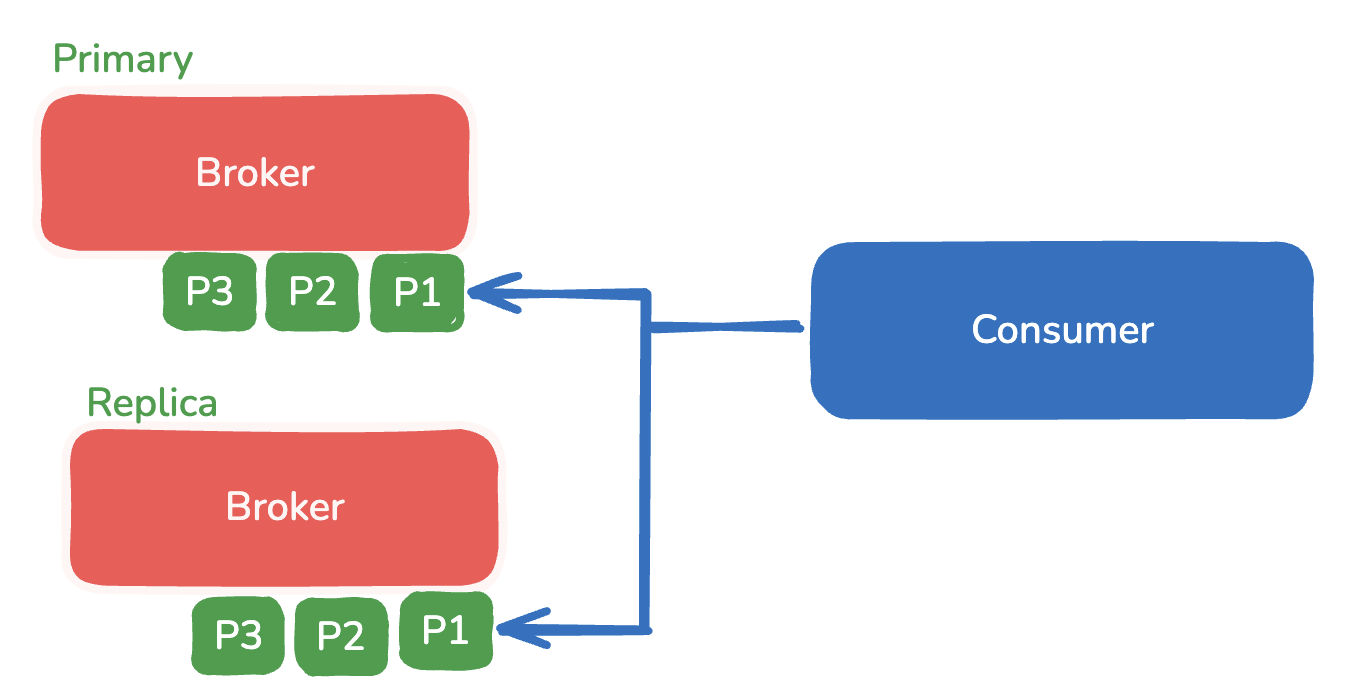 Primary
Broker
P3 P2 P1
Consumer
Replica
Broker
P3 P2 P1